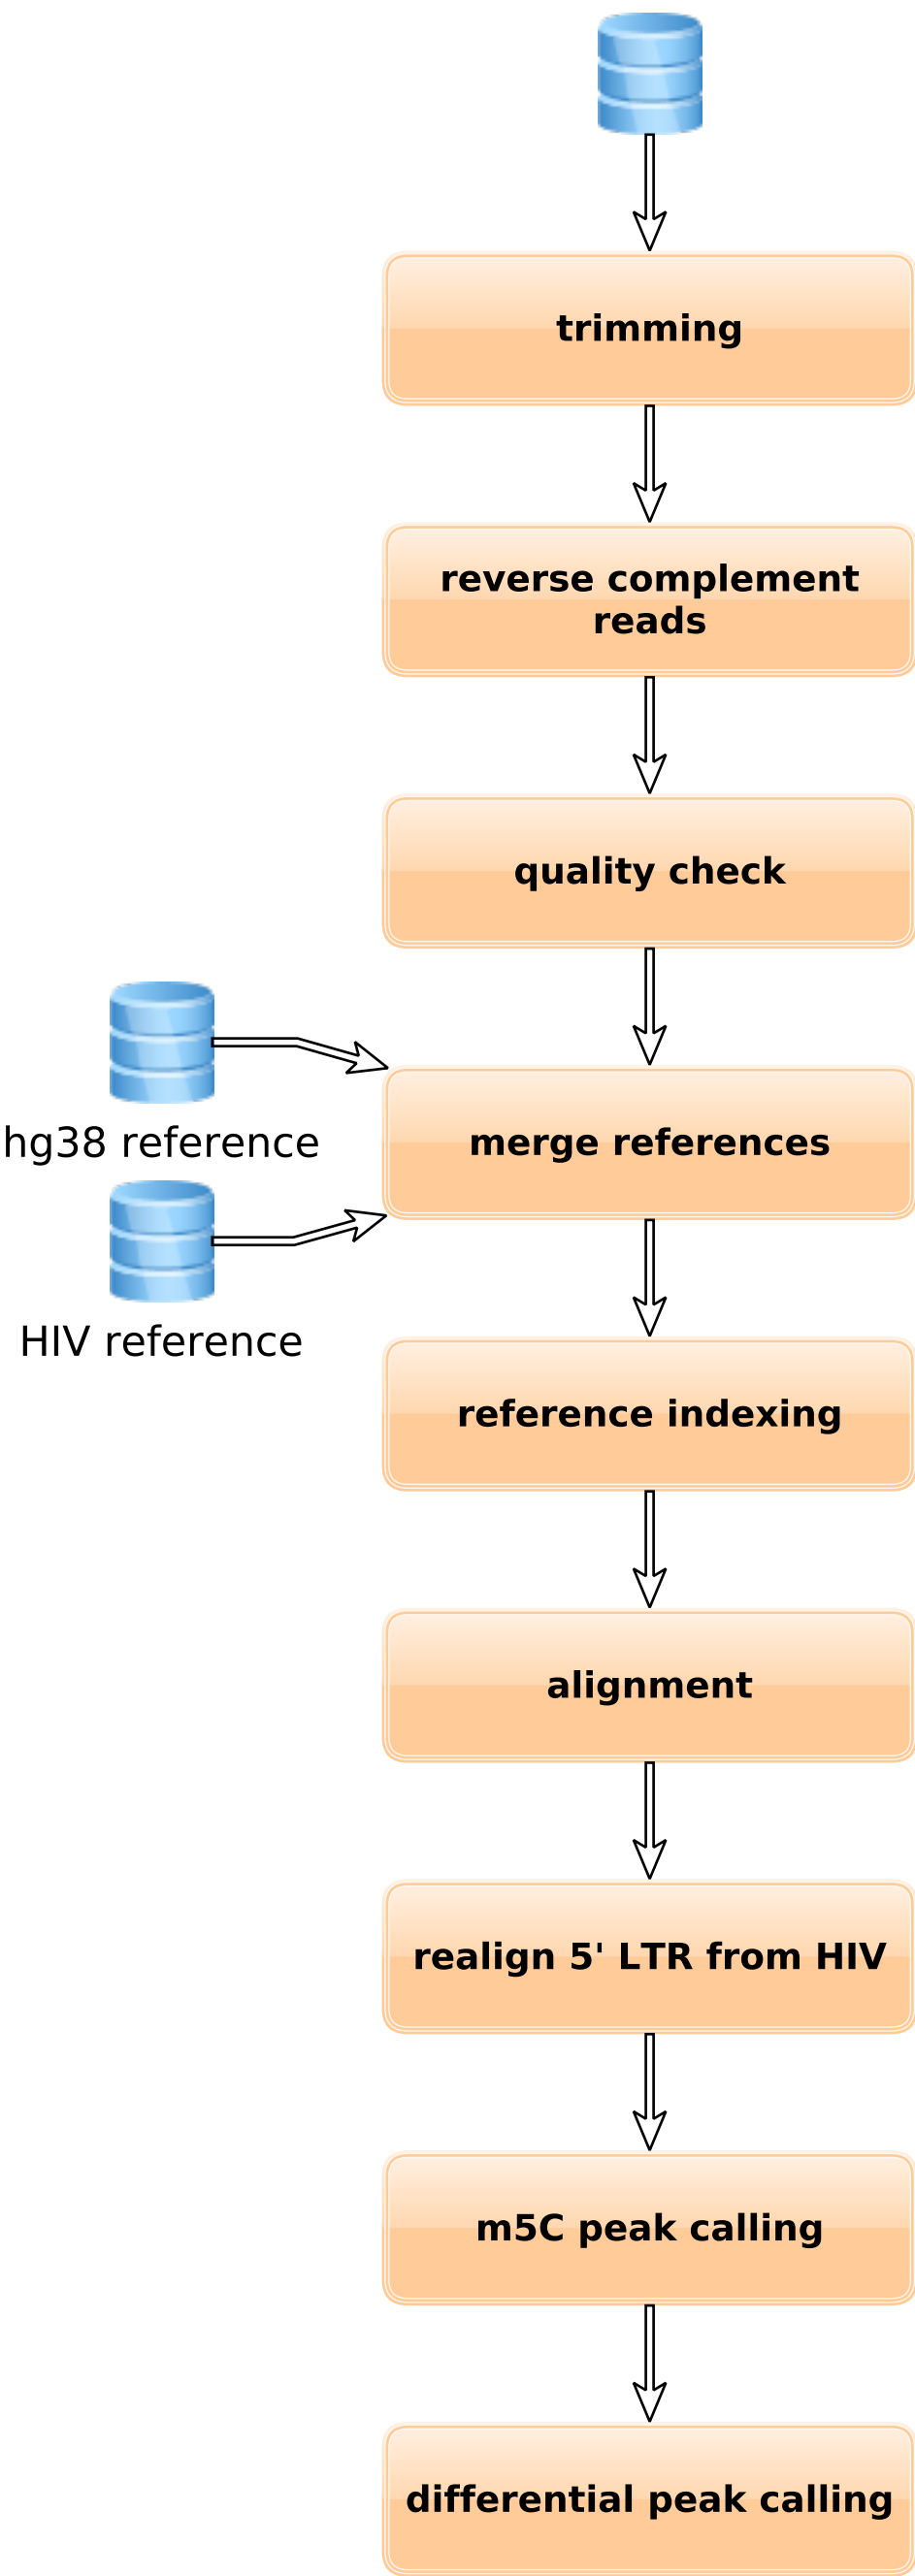 trimming
reverse complement
reads
quality check
hg38 reference
merge references
HIV reference
reference indexing
alignment
realign 5' LTR from HIV
m5C peak calling
differential peak calling